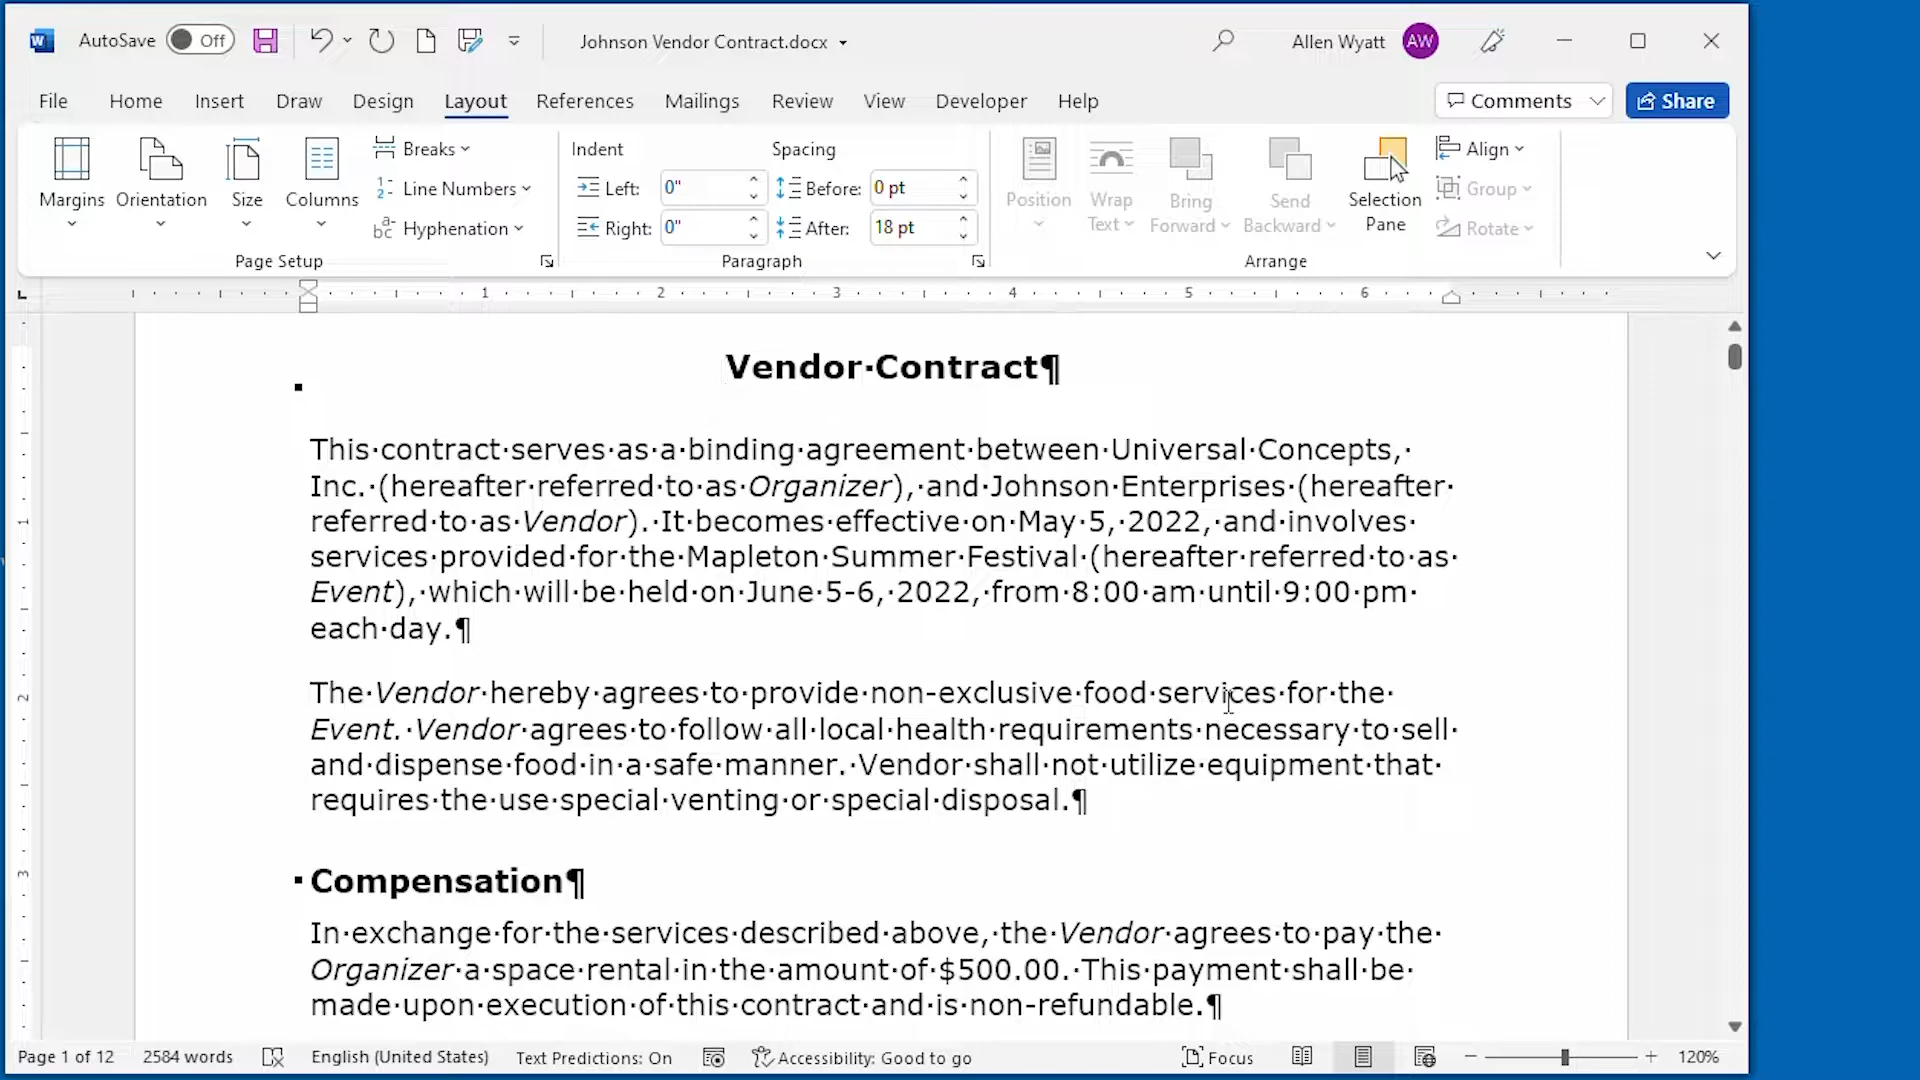 AutoSave Off Johnson Vendor Contract.docx Allen Wyatt AW
File Home Insert Draw Design Layout References Mailings Review View Developer Help Comments Share
Margins Orientation Size Columns Breaks Line Numbers Hyphenation
Page Setup
Indent Spacing
Left: 0" Before: 0 pt
Right: 0" After: 18 pt
Paragraph
Position Wrap Text Bring Forward Send Backward Selection Pane Align Group Rotate
Arrange
1 2 3 4 5 6
Vendor·Contract¶
This·contract·serves·as·a·binding·agreement·between·Universal·Concepts,·
Inc.·(hereafter·referred·to·as·Organizer),·and·Johnson·Enterprises·(hereafter·
referred·to·as·Vendor).·It·becomes·effective·on·May·5,·2022,·and·involves·
services·provided·for·the·Mapleton·Summer·Festival·(hereafter·referred·to·as·
Event),·which·will·be·held·on·June·5-6,·2022,·from·8:00·am·until·9:00·pm·
each·day.¶
The·Vendor·hereby·agrees·to·provide·non-exclusive·food·services·for·the·
Event.·Vendor·agrees·to·follow·all·local·health·requirements·necessary·to·sell·
and·dispense·food·in·a·safe·manner.·Vendor·shall·not·utilize·equipment·that·
requires·the·use·special·venting·or·special·disposal.¶
Compensation¶
In·exchange·for·the·services·described·above,·the·Vendor·agrees·to·pay·the·
Organizer·a·space·rental·in·the·amount·of·$500.00.·This·payment·shall·be·
made·upon·execution·of·this·contract·and·is·non-refundable.¶
1
2
3
Page 1 of 12 2584 words English (United States) Text Predictions: On Accessibility: Good to go Focus 120%